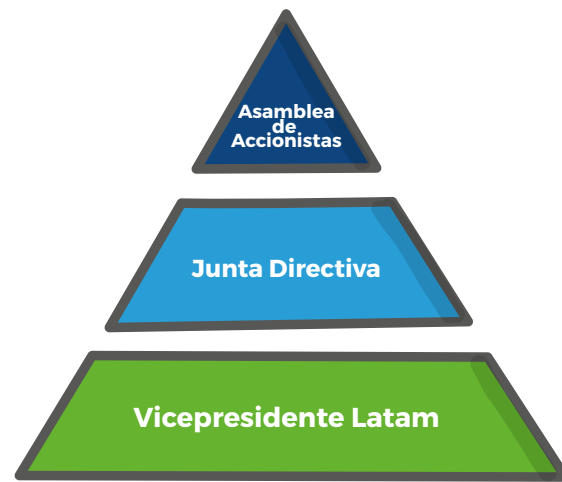 Asamblea
de
Accionistas
Junta Directiva
Vicepresidente Latam